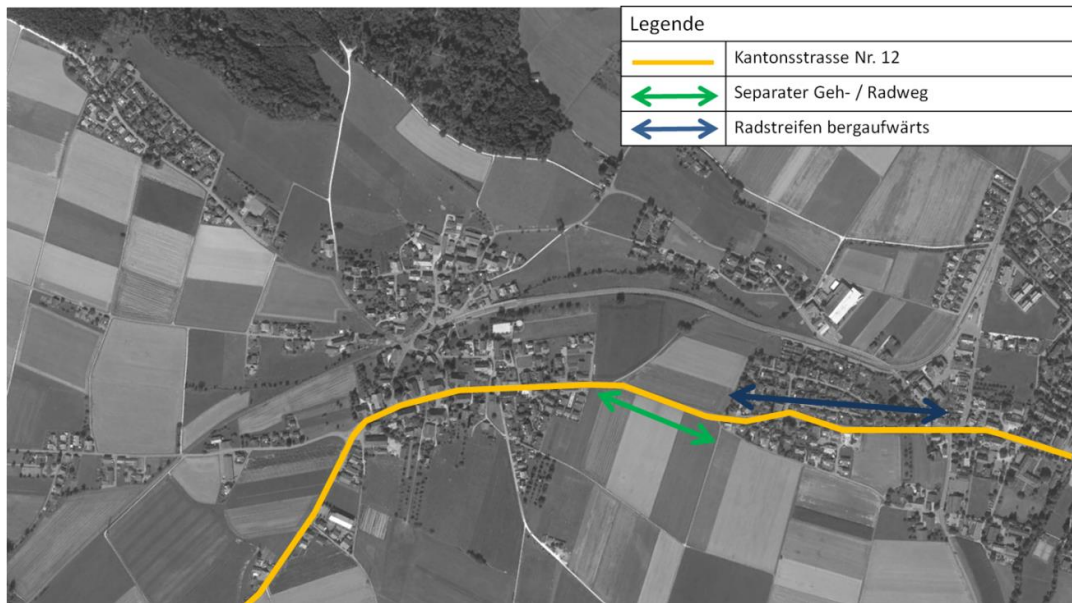 Legende
Kantonsstrasse Nr. 12
Separater Geh- / Radweg
Radstreifen bergaufwärts